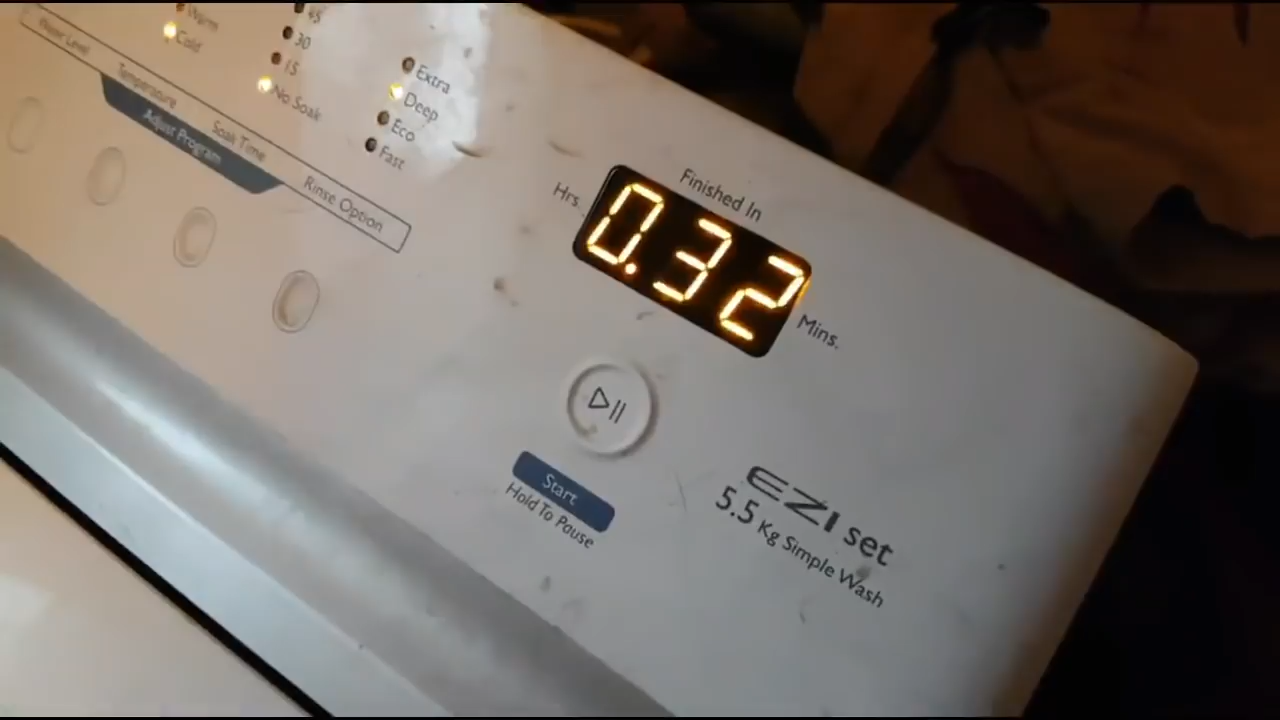 Warm
Cold
45
30
15
No Soak
Extra
Deep
Eco
Fast
Water Level
Temperature
Soak Time
Rinse Option
Adjust Program
Finished In
Hrs.
0.32
Mins.
Start
Hold To Pause
EZI set
5.5 Kg Simple Wash